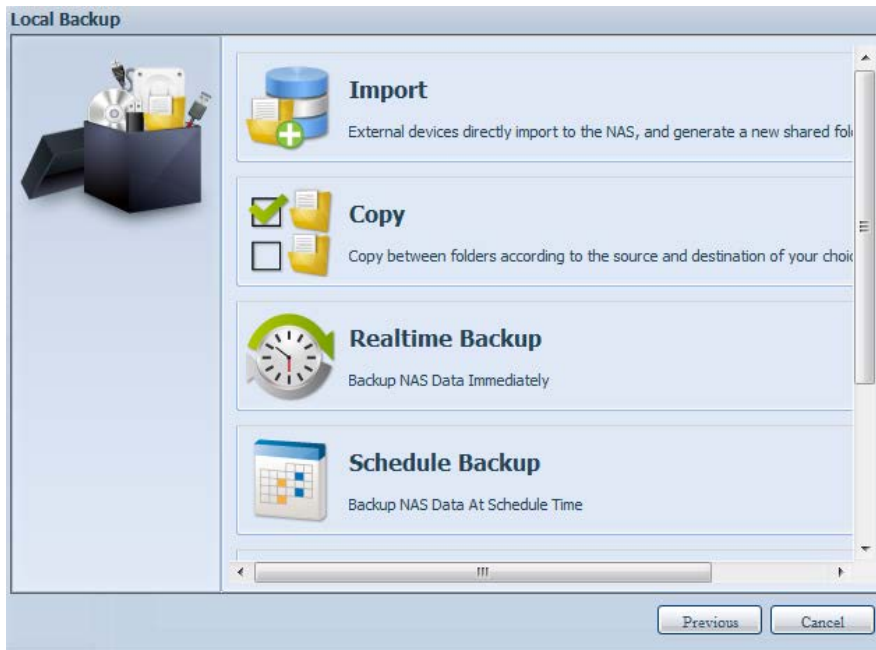 Local Backup
Import
External devices directly import to the NAS, and generate a new shared
Copy
Copy between folders according to the source and destination of your
Realtime Backup
Backup NAS Data Immediately
Schedule Backup
Backup NAS Data At Schedule Time
Previous
Cancel